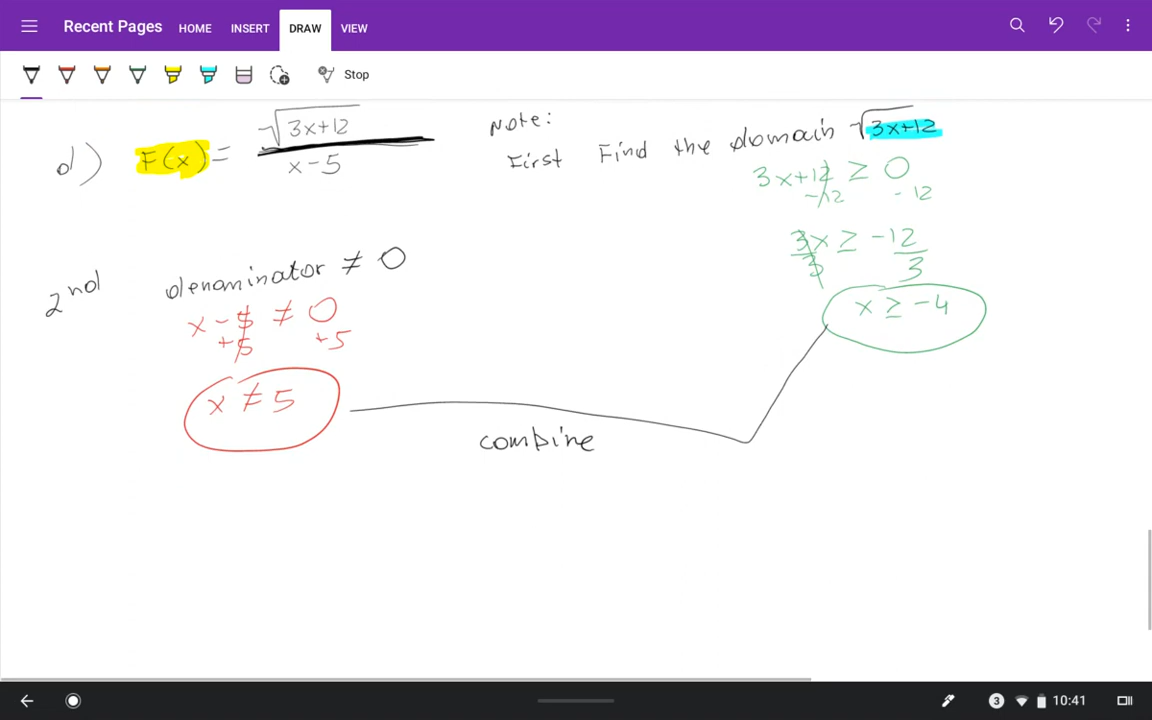 Recent Pages HOME INSERT DRAW VIEW
Stop
d) F(x) = √3x+12 / x-5
Note:
First Find the domain √3x+12
3x+12 ≥ 0
-12 -12
3x ≥ -12
3 3
x ≥ -4
2nd denominator ≠ 0
x - 5 ≠ 0
+5 +5
x ≠ 5
combine
3 10:41